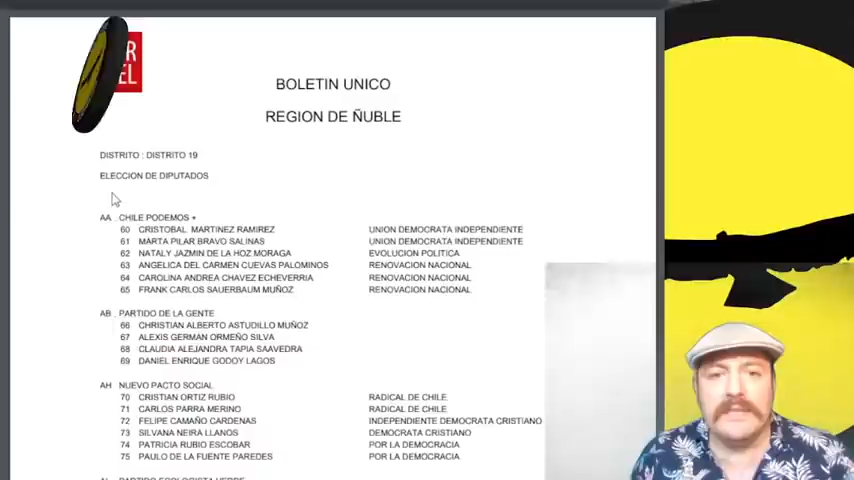 R
EL
BOLETIN UNICO
REGION DE ÑUBLE
DISTRITO : DISTRITO 19
ELECCION DE DIPUTADOS
AA . CHILE PODEMOS +
60 CRISTOBAL MARTINEZ RAMIREZ UNION DEMOCRATA INDEPENDIENTE
61 MARTA PILAR BRAVO SALINAS UNION DEMOCRATA INDEPENDIENTE
62 NATALY JAZMIN DE LA HOZ MORAGA EVOLUCION POLITICA
63 ANGELICA DEL CARMEN CUEVAS PALOMINOS RENOVACION NACIONAL
64 CAROLINA ANDREA CHAVEZ ECHEVERRIA RENOVACION NACIONAL
65 FRANK CARLOS SAUERBAUM MUÑOZ RENOVACION NACIONAL
AB . PARTIDO DE LA GENTE
66 CHRISTIAN ALBERTO ASTUDILLO MUÑOZ
67 ALEXIS GERMAN ORMEÑO SILVA
68 CLAUDIA ALEJANDRA TAPIA SAAVEDRA
69 DANIEL ENRIQUE GODOY LAGOS
AH NUEVO PACTO SOCIAL
70 CRISTIAN ORTIZ RUBIO RADICAL DE CHILE
71 CARLOS PARRA MERINO RADICAL DE CHILE
72 FELIPE CAMAÑO CARDENAS INDEPENDIENTE DEMOCRATA CRISTIANO
73 SILVANA NEIRA LLANOS DEMOCRATA CRISTIANO
74 PATRICIA RUBIO ESCOBAR POR LA DEMOCRACIA
75 PAULO DE LA FUENTE PAREDES POR LA DEMOCRACIA